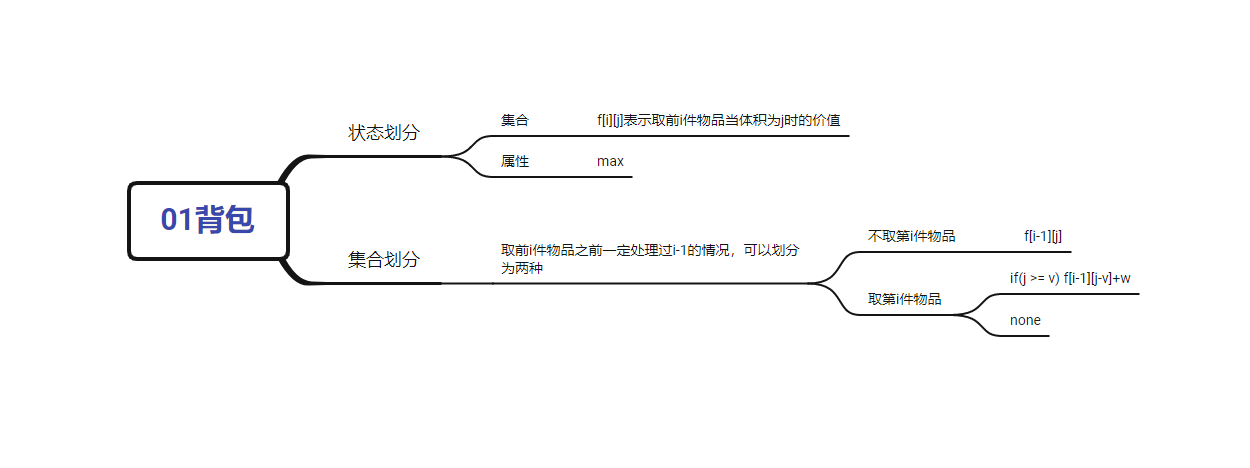 01背包
状态划分
集合
f[i][j]表示取前i件物品当体积为j时的价值
属性
max
集合划分
取前i件物品之前一定处理过i-1的情况，可以划分
为两种
不取第i件物品
f[i-1][j]
取第i件物品
if(j >= v) f[i-1][j-v]+w
none